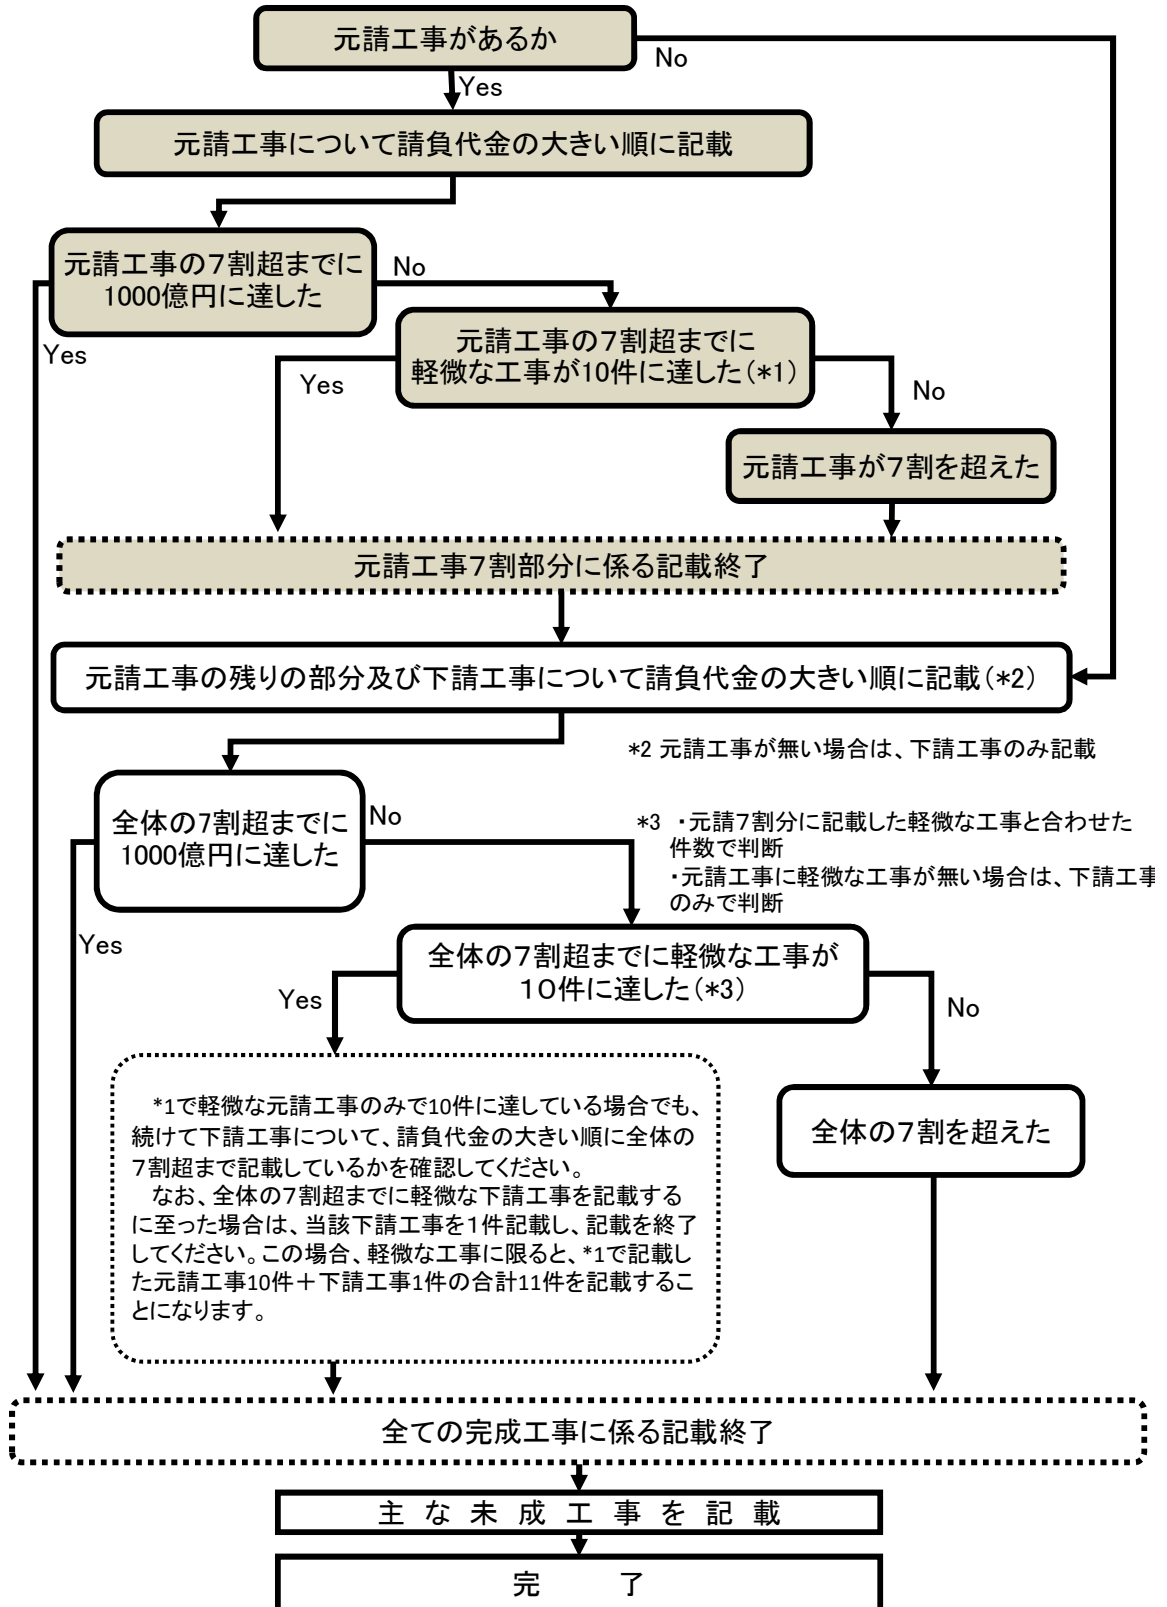 元請工事があるか
No
Yes
元請工事について請負代金の大きい順に記載
元請工事の７割超までに
1000億円に達した
No
Yes
元請工事の７割超までに
軽微な工事が10件に達した（*1）
Yes
No
元請工事が７割を超えた
元請工事７割部分に係る記載終了
元請工事の残りの部分及び下請工事について請負代金の大きい順に記載（*2）
*2 元請工事が無い場合は、下請工事のみ記載
全体の7割超までに
1000億円に達した
No
Yes
*3 ・元請７割分に記載した軽微な工事と合わせた
件数で判断
・元請工事に軽微な工事が無い場合は、下請工事
のみで判断
全体の７割超までに軽微な工事が
１０件に達した（*3）
Yes
No
*1で軽微な元請工事のみで10件に達している場合でも、
続けて下請工事について、請負代金の大きい順に全体の
７割超まで記載しているかを確認してください。
なお、全体の７割超までに軽微な下請工事を記載する
に至った場合は、当該下請工事を１件記載し、記載を終了
してください。この場合、軽微な工事に限ると、*1で記載し
た元請工事10件＋下請工事1件の合計11件を記載するこ
とになります。
全体の７割を超えた
全ての完成工事に係る記載終了
主 な 未 成 工 事 を 記 載
完 了